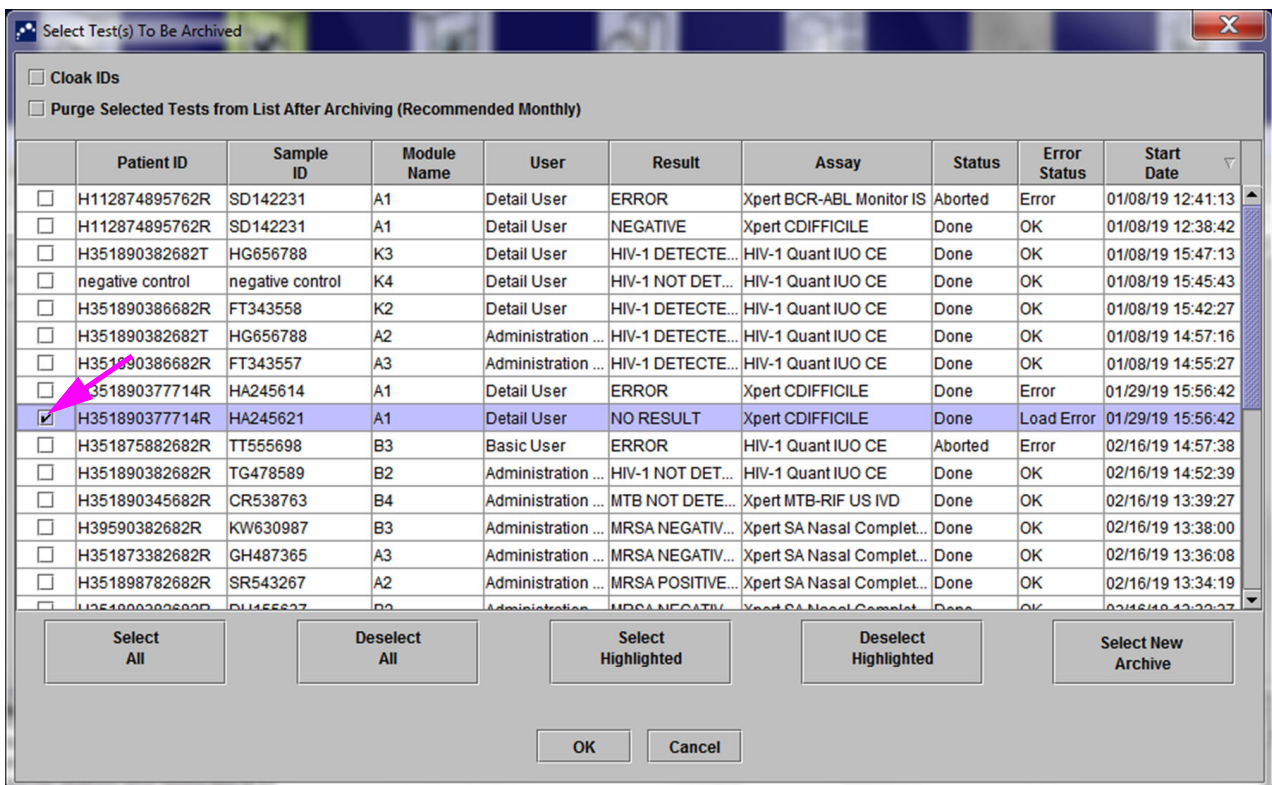 Select Test(s) To Be Archived
Cloak IDs
Purge Selected Tests from List After Archiving (Recommended Monthly)
Patient ID Sample ID Module Name User Result Assay Status Error Status Start Date
H112874895762R SD142231 A1 Detail User ERROR Xpert BCR-ABL Monitor IS Aborted Error 01/08/19 12:41:13
H112874895762R SD142231 A1 Detail User NEGATIVE Xpert CDIFFICILE Done OK 01/08/19 12:38:42
H351890382682T HG656788 K3 Detail User HIV-1 DETECTE... HIV-1 Quant IUO CE Done OK 01/08/19 15:47:13
negative control negative control K4 Detail User HIV-1 NOT DET... HIV-1 Quant IUO CE Done OK 01/08/19 15:45:43
H351890386682R FT343558 K2 Detail User HIV-1 DETECTE... HIV-1 Quant IUO CE Done OK 01/08/19 15:42:27
H351890382682T HG656788 A2 Administration ... HIV-1 DETECTE... HIV-1 Quant IUO CE Done OK 01/08/19 14:57:16
H351890386682R FT343557 A3 Administration ... HIV-1 DETECTE... HIV-1 Quant IUO CE Done OK 01/08/19 14:55:27
H351890377714R HA245614 A1 Detail User ERROR Xpert CDIFFICILE Done Error 01/29/19 15:56:42
H351890377714R HA245621 A1 Detail User NO RESULT Xpert CDIFFICILE Done Load Error 01/29/19 15:56:42
H351875882682R TT555698 B3 Basic User ERROR HIV-1 Quant IUO CE Aborted Error 02/16/19 14:57:38
H351890382682R TG478589 B2 Administration ... HIV-1 NOT DET... HIV-1 Quant IUO CE Done OK 02/16/19 14:52:39
H351890345682R CR538763 B4 Administration ... MTB NOT DETE... Xpert MTB-RIF US IVD Done OK 02/16/19 13:39:27
H39590382682R KW630987 B3 Administration ... MRSA NEGATIV... Xpert SA Nasal Complet... Done OK 02/16/19 13:38:00
H351873382682R GH487365 A3 Administration ... MRSA NEGATIV... Xpert SA Nasal Complet... Done OK 02/16/19 13:36:08
H351898782682R SR543267 A2 Administration ... MRSA POSITIVE... Xpert SA Nasal Complet... Done OK 02/16/19 13:34:19
Select All Deselect All Select Highlighted Deselect Highlighted Select New Archive
OK Cancel